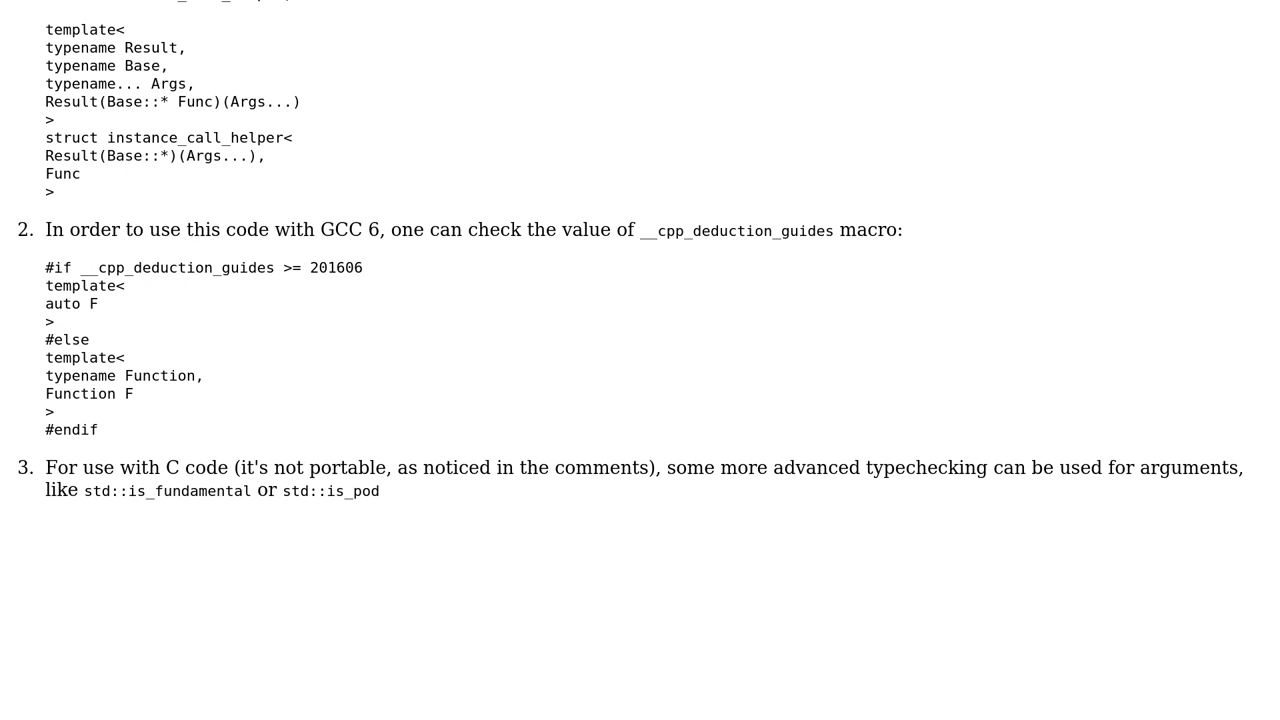 template<
typename Result,
typename Base,
typename... Args,
Result(Base::* Func)(Args...)
>
struct instance_call_helper<
Result(Base::*)(Args...),
Func
>
2. In order to use this code with GCC 6, one can check the value of __cpp_deduction_guides macro:
#if __cpp_deduction_guides >= 201606
template<
auto F
>
#else
template<
typename Function,
Function F
>
#endif
3. For use with C code (it's not portable, as noticed in the comments), some more advanced typechecking can be used for arguments,
like std::is_fundamental or std::is_pod